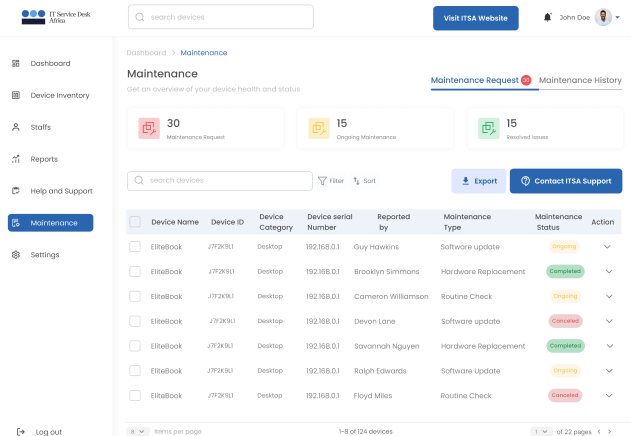 IT Service Desk
Africa
search devices
Visit ITSA Website
John Doe
Dashboard
Device Inventory
Staffs
Reports
Help and Support
Maintenance
Settings
Log out
Dashboard > Maintenance
Maintenance
Get an overview of your device health and status
Maintenance Request 30 Maintenance History
30
Maintenance Request
15
Ongoing Maintenance
15
Resolved Issues
search devices
Filter
Sort
Export
Contact ITSA Support
Device Name Device ID Device Category Device serial Number Reported by Maintenance Type Maintenance Status Action
EliteBook J7F2K9L1 Desktop 192.168.0.1 Guy Hawkins Software update Ongoing
EliteBook J7F2K9L1 Desktop 192.168.0.1 Brooklyn Simmons Hardware Replacement Completed
EliteBook J7F2K9L1 Desktop 192.168.0.1 Cameron Williamson Routine Check Ongoing
EliteBook J7F2K9L1 Desktop 192.168.0.1 Devon Lane Software update Canceled
EliteBook J7F2K9L1 Desktop 192.168.0.1 Savannah Nguyen Hardware Replacement Completed
EliteBook J7F2K9L1 Desktop 192.168.0.1 Ralph Edwards Software Update Ongoing
EliteBook J7F2K9L1 Desktop 192.168.0.1 Floyd Miles Routine Check Canceled
8 Items per page 1-8 of 124 devices 1 of 22 pages < >